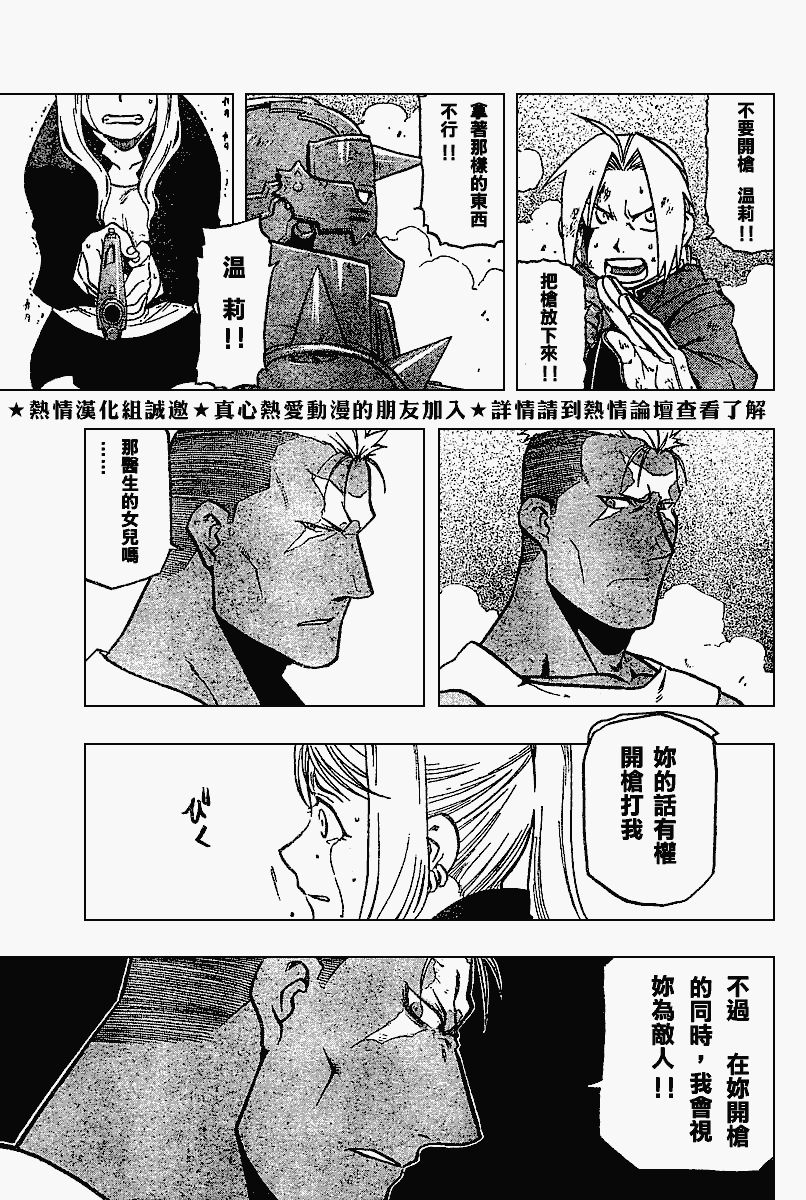 不要開槍 温莉!!
把槍放下來!!
拿著那樣的東西
不行!!
温莉!!
★熱情漢化組誠邀★真心熱愛動漫的朋友加入★詳情請到熱情論壇查看了解
那醫生的女兒嗎
……
妳的話有權
開槍打我
びく
不過 在妳開槍
的同時，我會視
妳為敵人!!